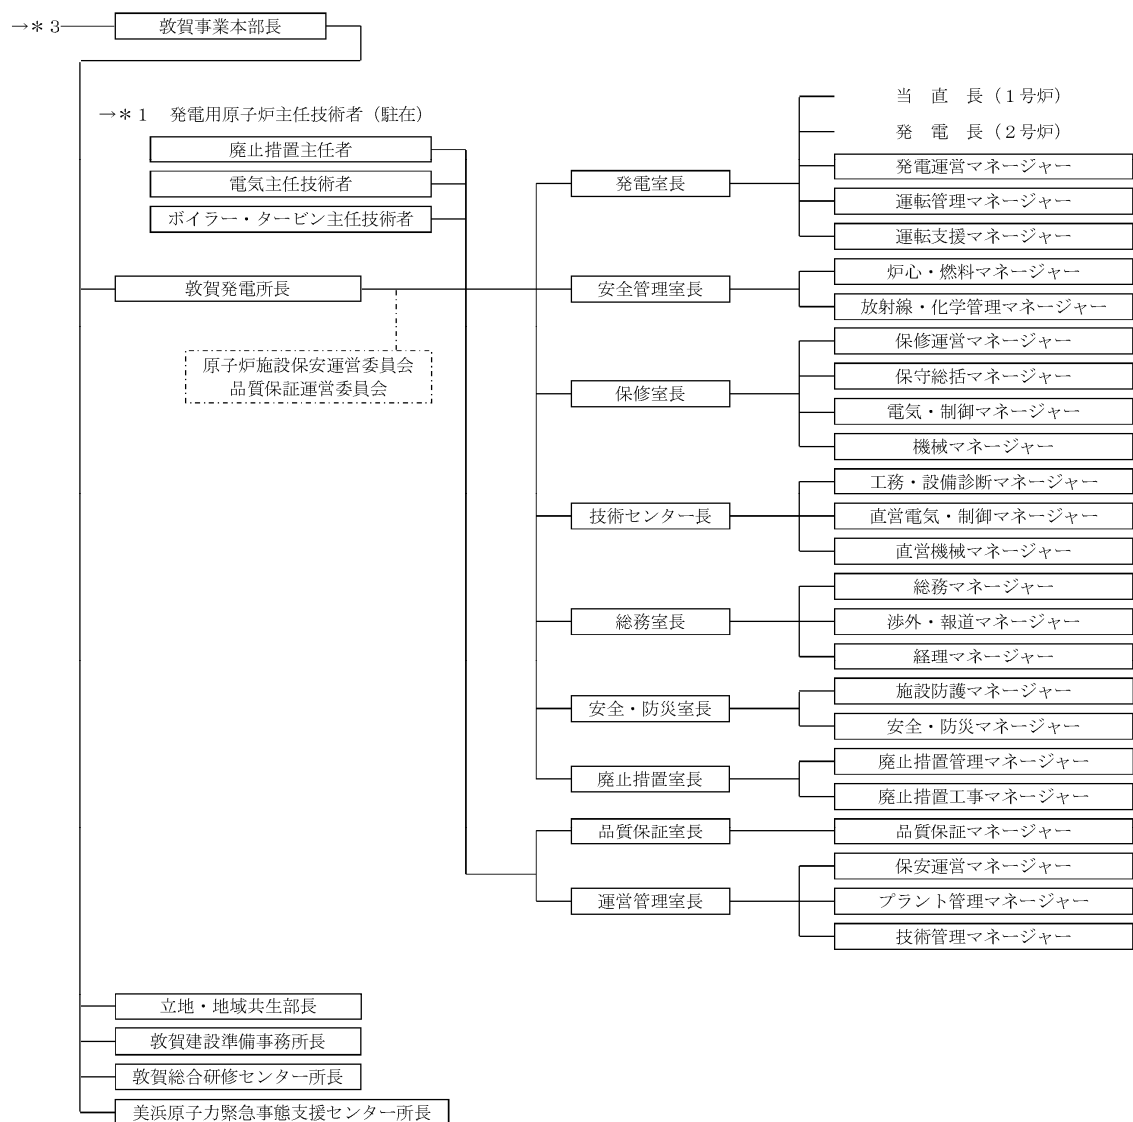 →＊３ 敦賀事業本部長
→＊１ 発電用原子炉主任技術者（駐在）
廃止措置主任者
電気主任技術者
ボイラー・タービン主任技術者
敦賀発電所長
原子炉施設保安運営委員会
品質保証運営委員会
発電室長
当 直 長（１号炉）
発 電 長（２号炉）
発電運営マネージャー
運転管理マネージャー
運転支援マネージャー
安全管理室長
炉心・燃料マネージャー
放射線・化学管理マネージャー
保修室長
保修運営マネージャー
保守総括マネージャー
電気・制御マネージャー
機械マネージャー
技術センター長
工務・設備診断マネージャー
直営電気・制御マネージャー
直営機械マネージャー
総務室長
総務マネージャー
渉外・報道マネージャー
経理マネージャー
安全・防災室長
施設防護マネージャー
安全・防災マネージャー
廃止措置室長
廃止措置管理マネージャー
廃止措置工事マネージャー
品質保証室長
品質保証マネージャー
運営管理室長
保安運営マネージャー
プラント管理マネージャー
技術管理マネージャー
立地・地域共生部長
敦賀建設準備事務所長
敦賀総合研修センター所長
美浜原子力緊急事態支援センター所長